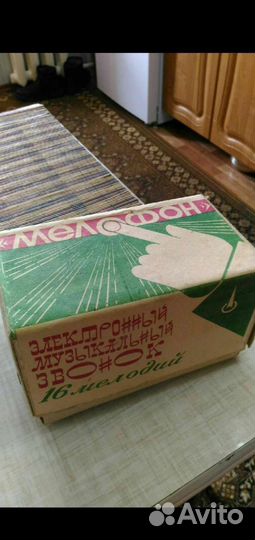 «МЕЛОФОН»
ЭЛЕКТРОННЫЙ
МУЗЫКАЛЬНЫЙ
ЗВОНОК
16 мелодий
Avito